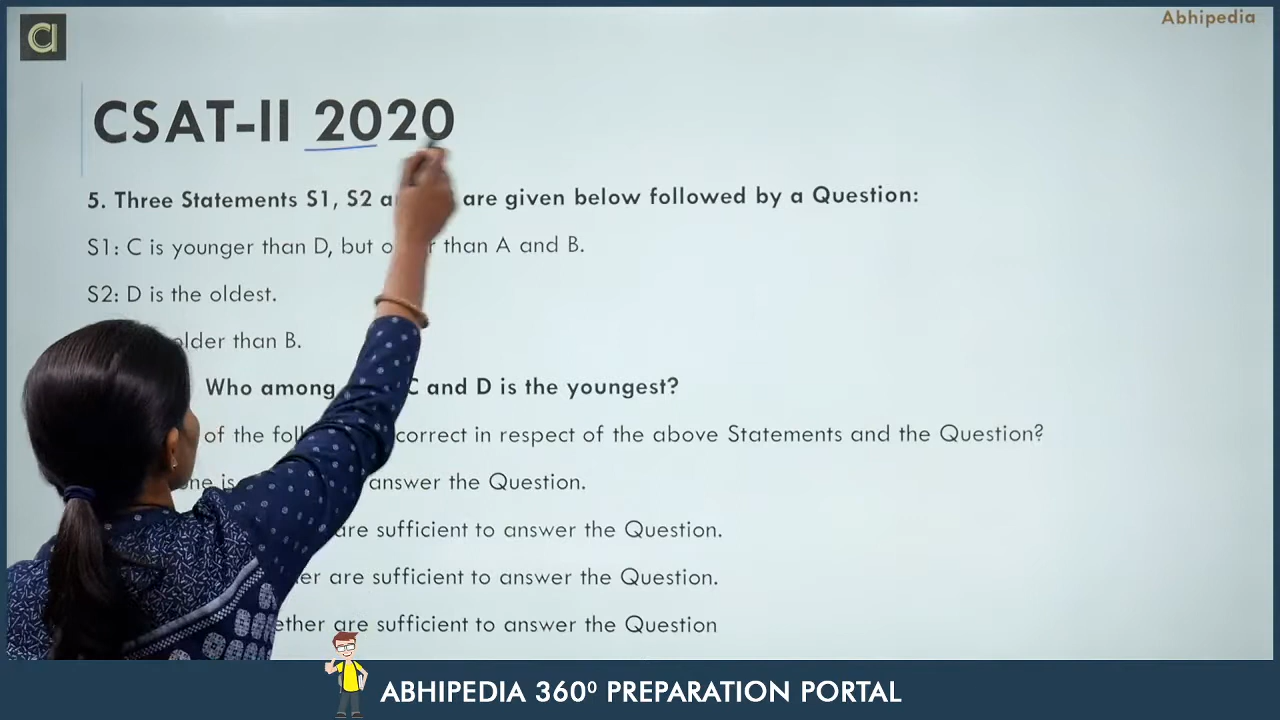 Abhipedia
CSAT-II 2020
5. Three Statements S1, S2 are given below followed by a Question:
S1: C is younger than D, but than A and B.
S2: D is the oldest.
older than B.
Who among C and D is the youngest?
of the correct in respect of the above Statements and the Question?
answer the Question.
are sufficient to answer the Question.
are sufficient to answer the Question.
are sufficient to answer the Question
ABHIPEDIA 360⁰ PREPARATION PORTAL